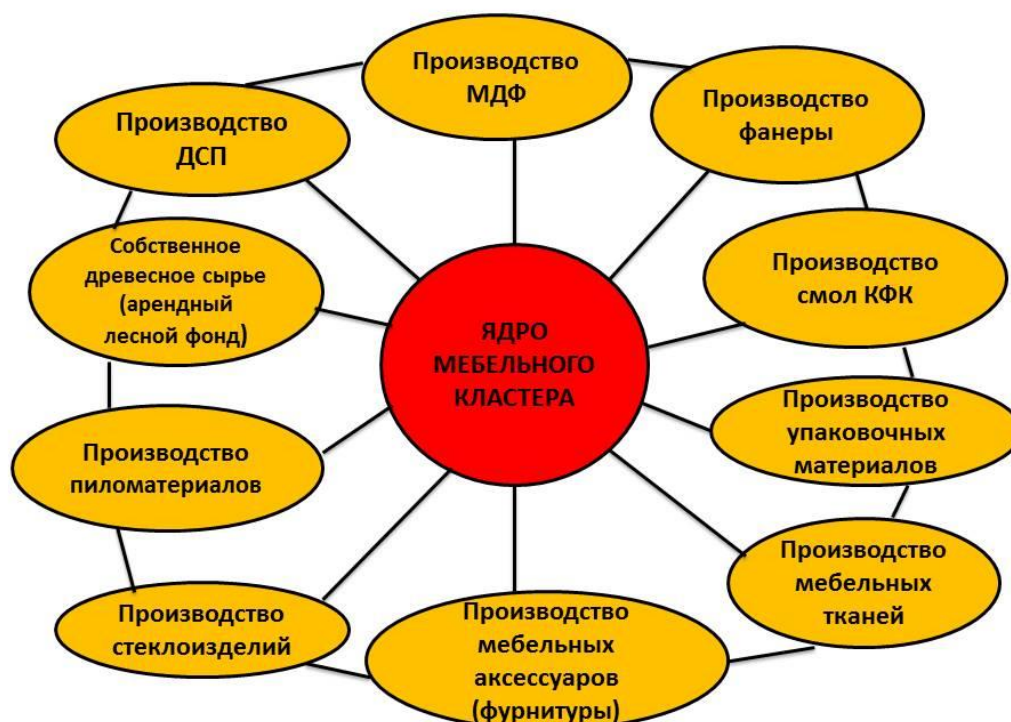 Производство
МДФ
Производство
фанеры
Производство
ДСП
Собственное
древесное сырье
(арендный
лесной фонд)
Производство
смол КФК
ЯДРО
МЕБЕЛЬНОГО
КЛАСТЕРА
Производство
упаковочных
материалов
Производство
пиломатериалов
Производство
мебельных
тканей
Производство
стеклоизделий
Производство
мебельных
аксессуаров
(фурнитуры)